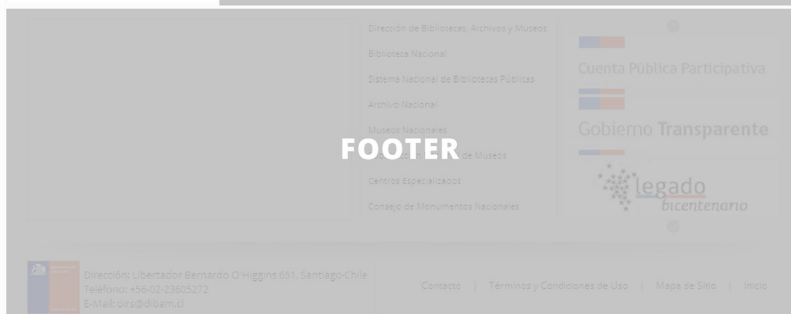 Dirección de Bibliotecas, Archivos y Museos
Biblioteca Nacional
Sistema Nacional de Bibliotecas Públicas
Archivo Nacional
Museos Nacionales
FOOTER
de Museos
Centros Especializados
Consejo de Monumentos Nacionales
Cuenta Pública Participativa
Gobierno Transparente
legado
bicentenario
Dirección: Libertador Bernardo O'Higgins 651, Santiago-Chile
Teléfono: +56-02-23605272
E-Mail: oirs@dibam.cl
Contacto | Términos y Condiciones de Uso | Mapa de Sitio | Inicio